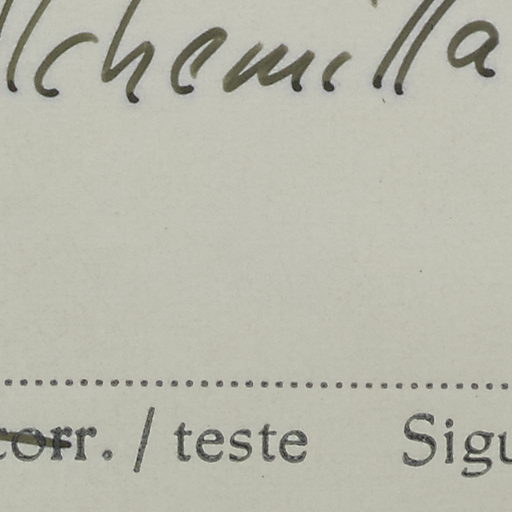 lchemilla
corr. / teste Sigu